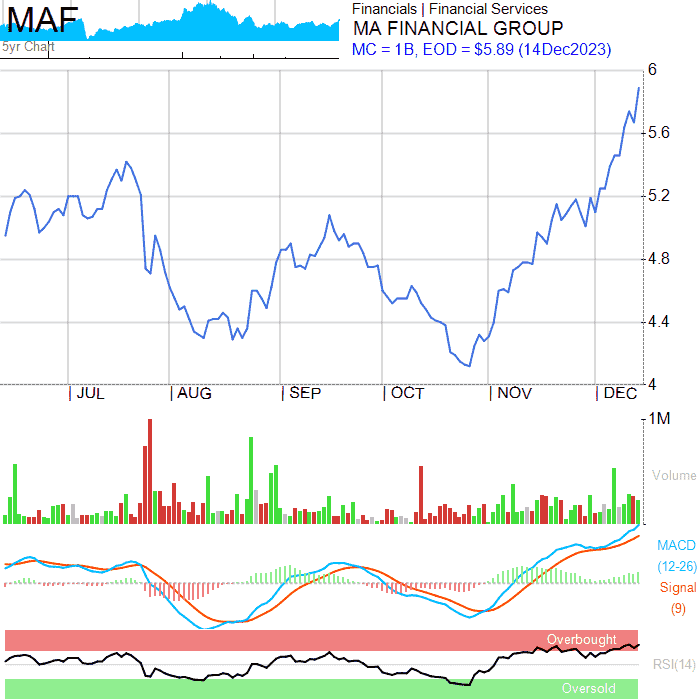 MAF
5yr Chart
Financials | Financial Services
MA FINANCIAL GROUP
MC = 1B, EOD = $5.89 (14Dec2023)
6
5.6
5.2
4.8
4.4
4
JUL AUG SEP OCT NOV DEC
1M
Volume
MACD
(12-26)
Signal
(9)
Overbought
RSI(14)
Oversold